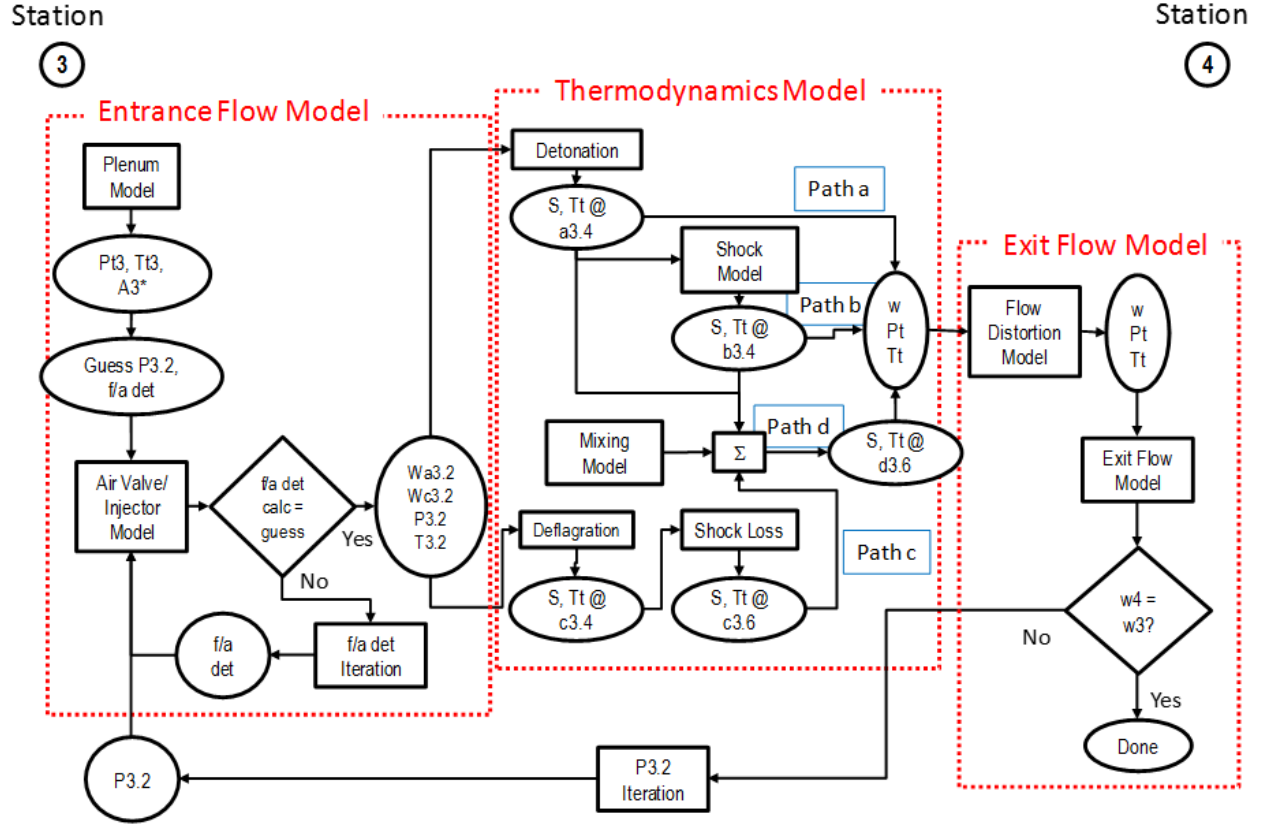 Station
3
Station
4
Entrance Flow Model
Plenum
Model
Pt3, Tt3,
A3*
Guess P3.2,
f/a det
Air Valve/
Injector
Model
f/a det
calc =
guess
Yes
No
f/a det
Iteration
f/a
det
Wa3.2
Wc3.2
P3.2
T3.2
Thermodynamics Model
Detonation
S, Tt @
a3.4
Path a
Shock
Model
S, Tt @
b3.4
Path b
w
Pt
Tt
Mixing
Model
Σ
Path d
S, Tt @
d3.6
Deflagration
S, Tt @
c3.4
Shock Loss
S, Tt @
c3.6
Path c
Exit Flow Model
Flow
Distortion
Model
w
Pt
Tt
Exit Flow
Model
w4 =
w3?
No
Yes
Done
P3.2
Iteration
P3.2